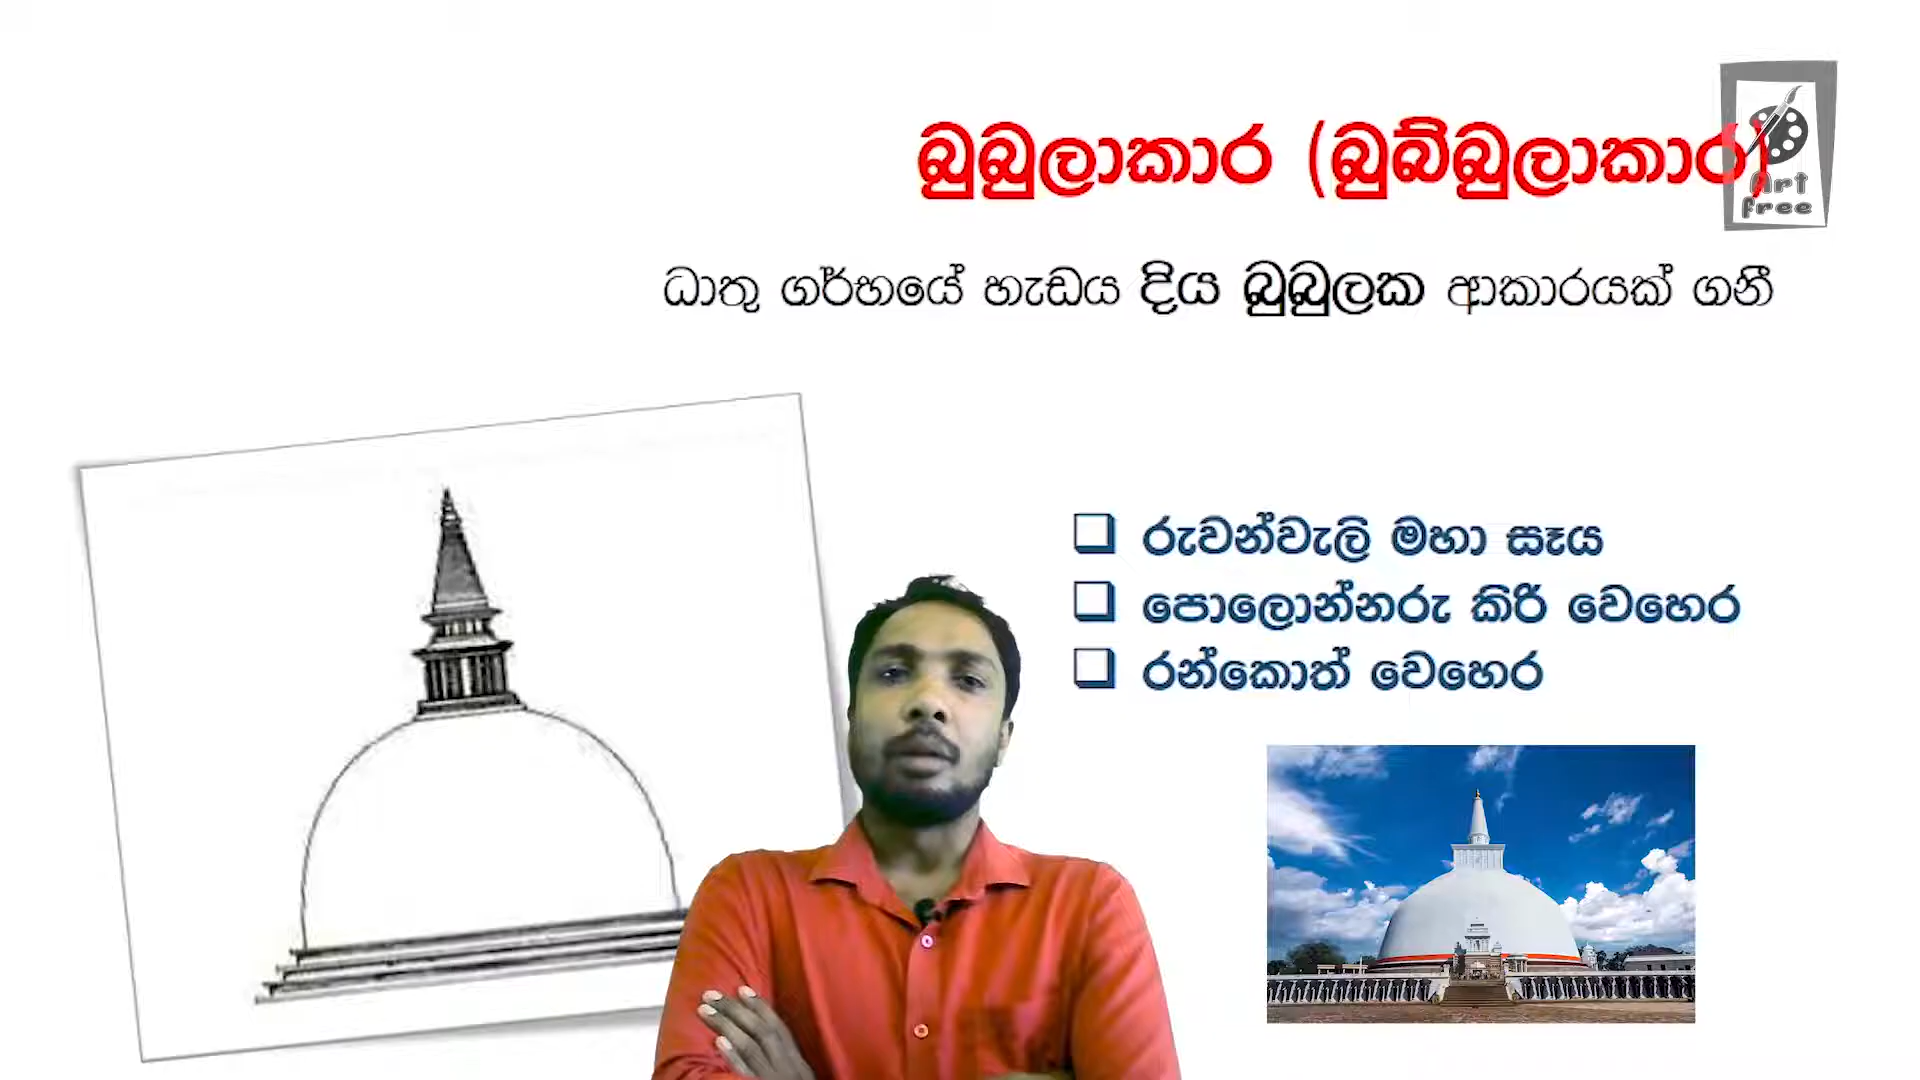 බුබුලාකාර (බුබ්බුලාකාර)
Art
free
ධාතු ගර්භයේ හැඩය දිය බුබුලක ආකාරයක් ගනී
රුවන්වැලි මහා සෑය
පොලොන්නරු කිරි වෙහෙර
රන්කොත් වෙහෙර